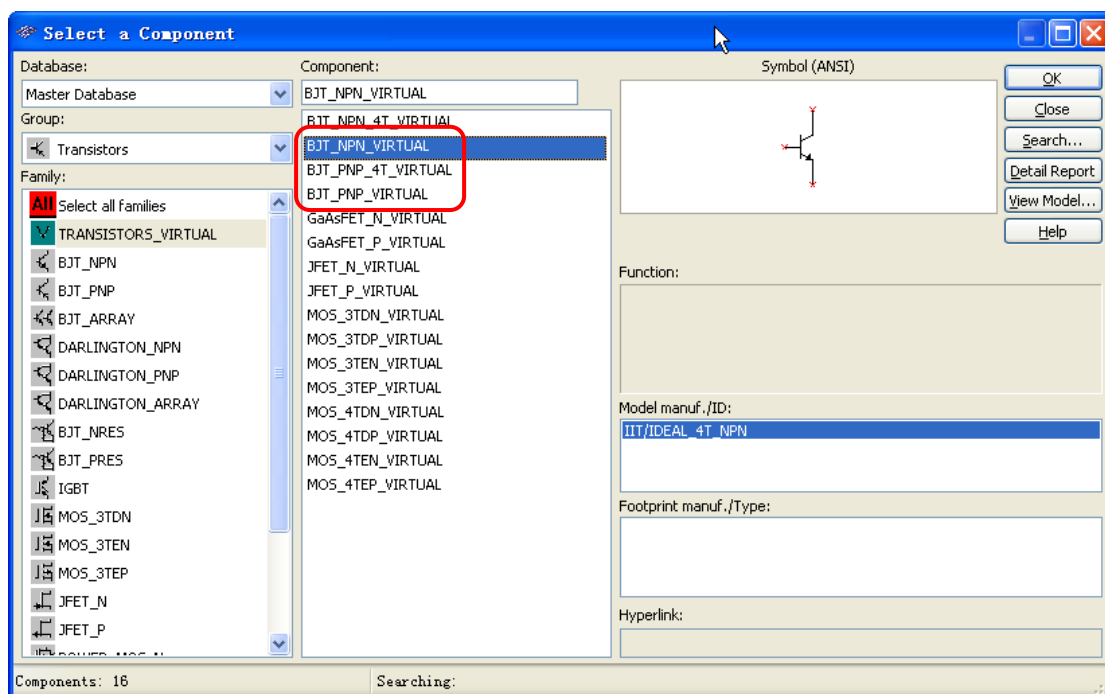 Select a Component
Database:
Master Database
Group:
Transistors
Family:
All Select all families
TRANSISTORS_VIRTUAL
BJT_NPN
BJT_PNP
BJT_ARRAY
DARLINGTON_NPN
DARLINGTON_PNP
DARLINGTON_ARRAY
BJT_NRES
BJT_PRES
IGBT
MOS_3TDN
MOS_3TEN
MOS_3TEP
JFET_N
JFET_P
Component:
BJT_NPN_VIRTUAL
BJT_NPN_4T_VIRTUAL
BJT_NPN_VIRTUAL
BJT_PNP_4T_VIRTUAL
BJT_PNP_VIRTUAL
GaAsFET_N_VIRTUAL
GaAsFET_P_VIRTUAL
JFET_N_VIRTUAL
JFET_P_VIRTUAL
MOS_3TDN_VIRTUAL
MOS_3TDP_VIRTUAL
MOS_3TEN_VIRTUAL
MOS_3TEP_VIRTUAL
MOS_4TDN_VIRTUAL
MOS_4TDP_VIRTUAL
MOS_4TEN_VIRTUAL
MOS_4TEP_VIRTUAL
Symbol (ANSI)
OK
Close
Search...
Detail Report
View Model...
Help
Function:
Model manuf./ID:
IIT/IDEAL_4T_NPN
Footprint manuf./Type:
Hyperlink:
Components: 16
Searching: